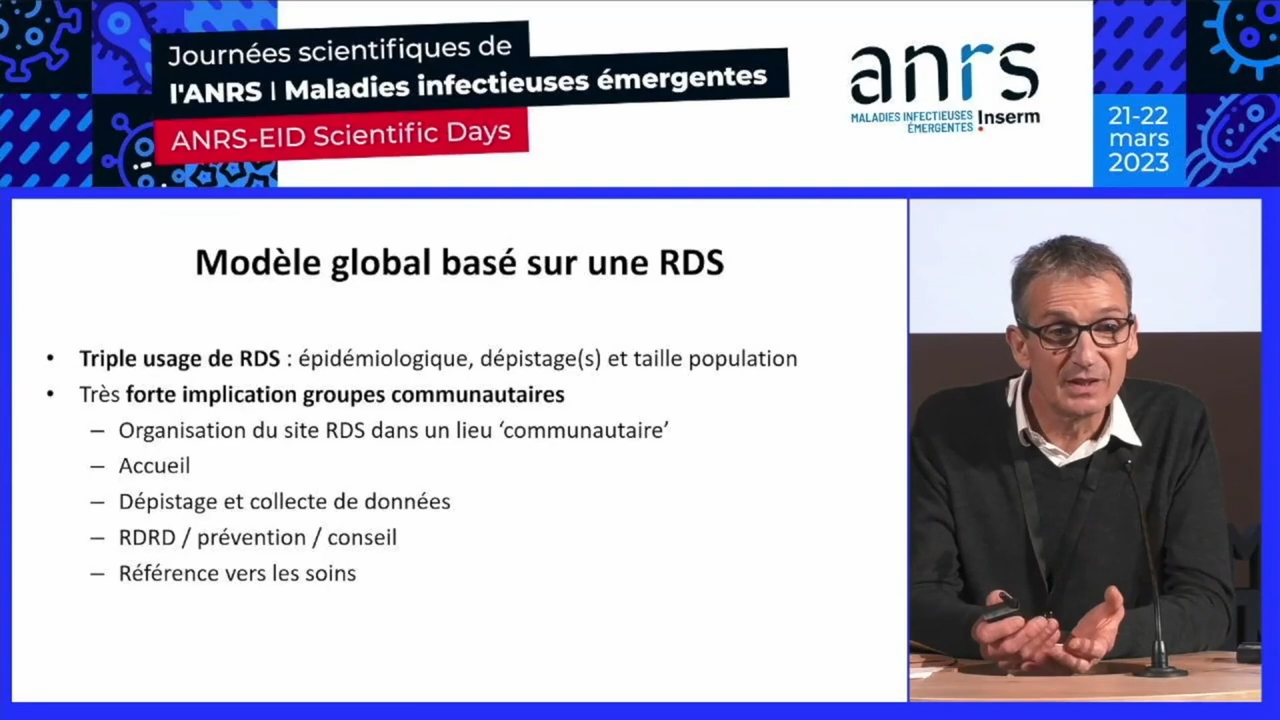 Journées scientifiques de
l'ANRS | Maladies infectieuses émergentes
ANRS-EID Scientific Days
anrs
MALADIES INFECTIEUSES
ÉMERGENTES
Inserm
21-22
mars
2023
Modèle global basé sur une RDS
• Triple usage de RDS : épidémiologique, dépistage(s) et taille population
• Très forte implication groupes communautaires
– Organisation du site RDS dans un lieu ‘communautaire’
– Accueil
– Dépistage et collecte de données
– RDRD / prévention / conseil
– Référence vers les soins